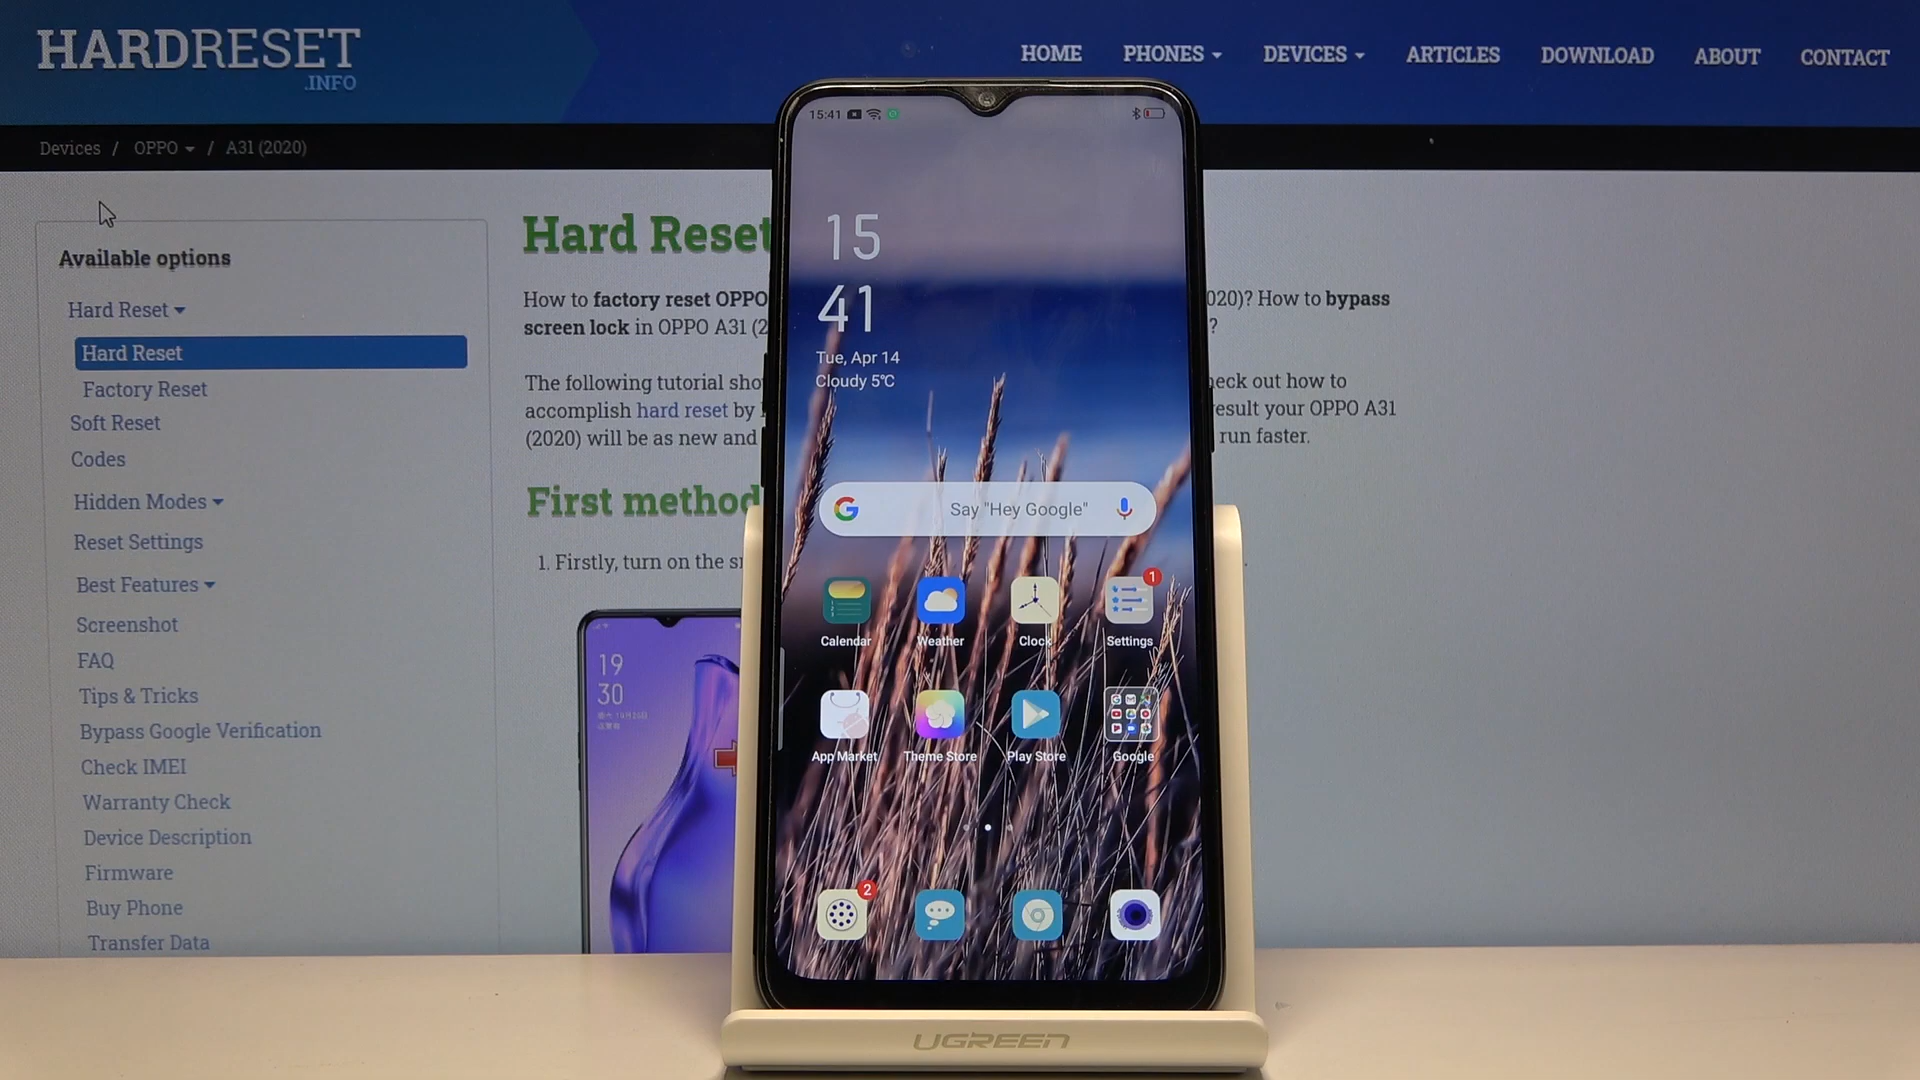 HARDRESET
.INFO
HOME PHONES DEVICES ARTICLES DOWNLOAD ABOUT CONTACT
Devices / OPPO / A31 (2020)
Available options
Hard Reset
Hard Reset
Factory Reset
Soft Reset
Codes
Hidden Modes
Reset Settings
Best Features
Screenshot
FAQ
Tips & Tricks
Bypass Google Verification
Check IMEI
Warranty Check
Device Description
Firmware
Buy Phone
Transfer Data
Hard Reset
How to factory reset OPPO 020)? How to bypass
screen lock in OPPO A31 (2 ?
The following tutorial sho heck out how to
accomplish hard reset by result your OPPO A31
(2020) will be as new and run faster.
First method
1. Firstly, turn on the s
19
30
15:41
15
41
Tue, Apr 14
Cloudy 5℃
Say "Hey Google"
Calendar
Weather
Clock
1
Settings
App Market
Theme Store
Play Store
Google
2
UGREEN